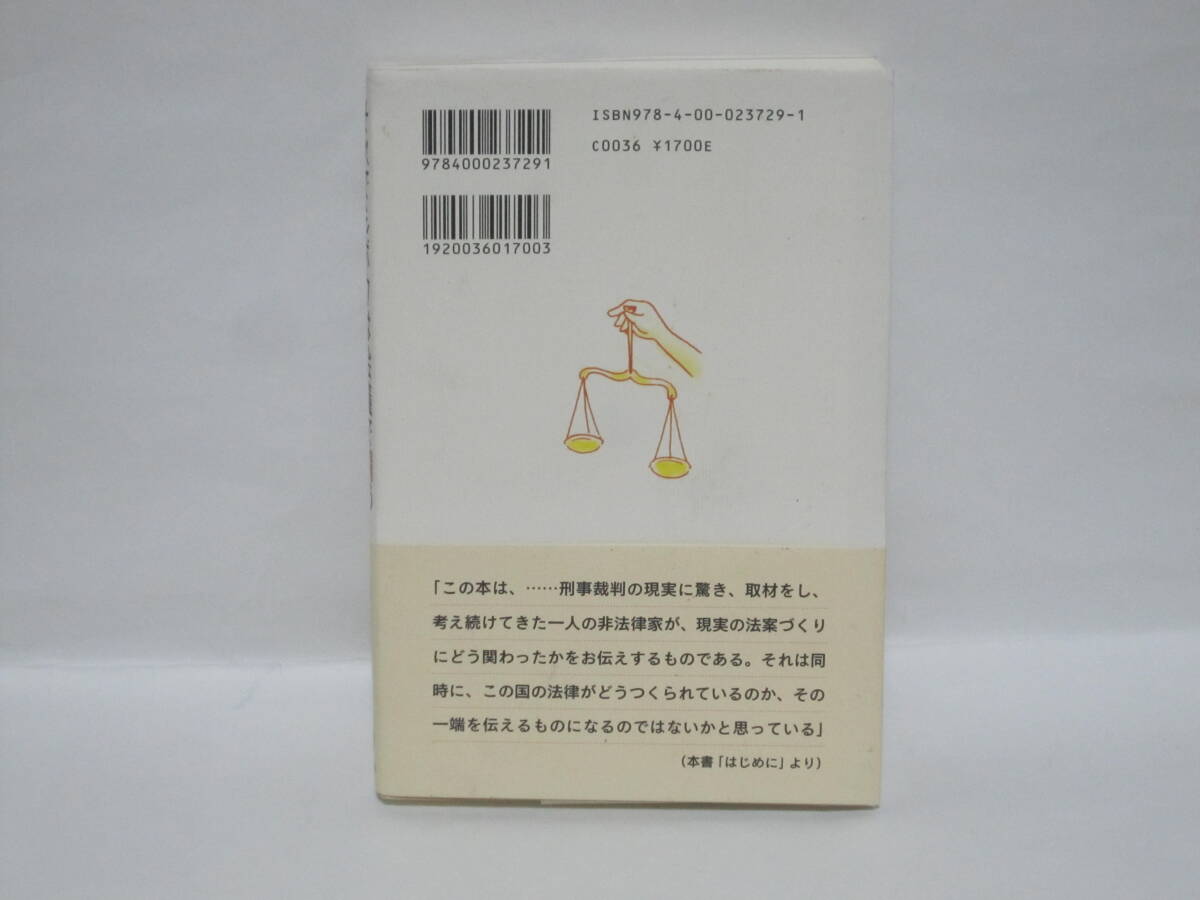 ISBN978-4-00-023729-1
C0036 ¥1700E
9784000237291
1920036017003
「この本は、……刑事裁判の現実に驚き、取材をし、
考え続けてきた一人の非法律家が、現実の法案づくり
にどう関わったかをお伝えするものである。それは同
時に、この国の法律がどうつくられているのか、その
一端を伝えるものになるのではないかと思っている」
(本書「はじめに」より)